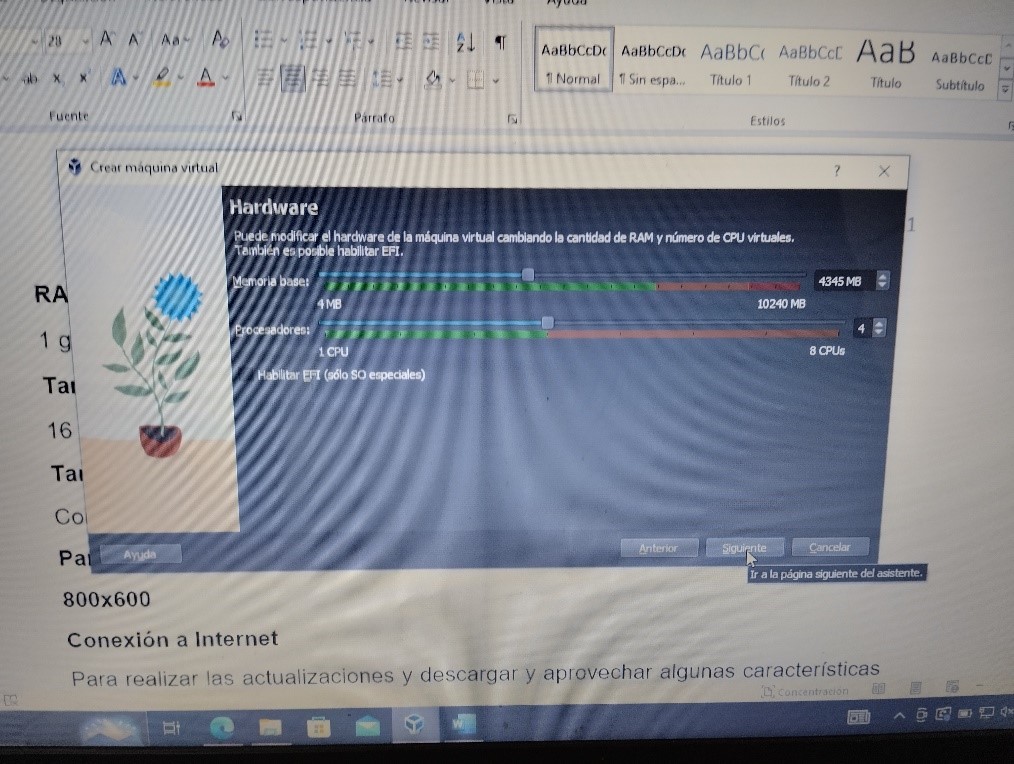 Ayuda
28
Aa
ab
Fuente
Párrafo
Estilos
AaBbCcDc
¶ Normal
AaBbCcDc
¶ Sin espa...
AaBbC
Título 1
AaBbCcD
Título 2
AaB
Título
AaBbCcD
Subtítulo
Crear máquina virtual
?
Hardware
Puede modificar el hardware de la máquina virtual cambiando la cantidad de RAM y número de CPU virtuales.
También es posible habilitar EFI.
Memoria base:
4345 MB
4 MB
10240 MB
Procesadores:
4
1 CPU
8 CPUs
Habilitar EFI (sólo SO especiales)
Ayuda
Anterior
Siguiente
Cancelar
Ir a la página siguiente del asistente.
1
RA
1 g
Ta
16
Ta
Co
Pa
800x600
Conexión a Internet
Para realizar las actualizaciones y descargar y aprovechar algunas características
Concentración